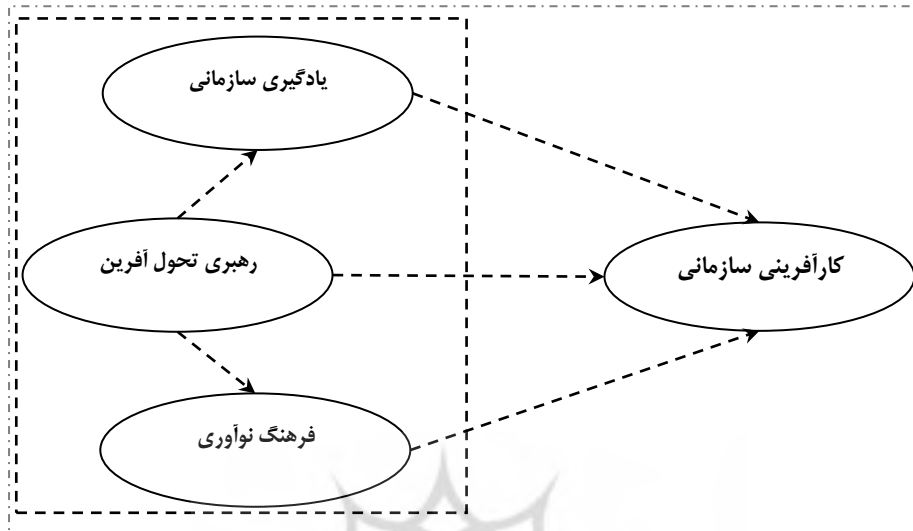 یادگیری سازمانی
رهبری تحول آفرین
کارآفرینی سازمانی
فرهنگ نوآوری